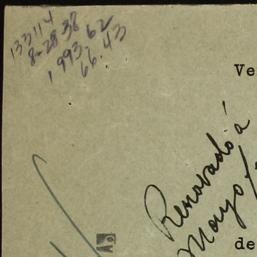 133114
8-28-38
1993.62
66.43
Ve
Renovado á
Mayo
de